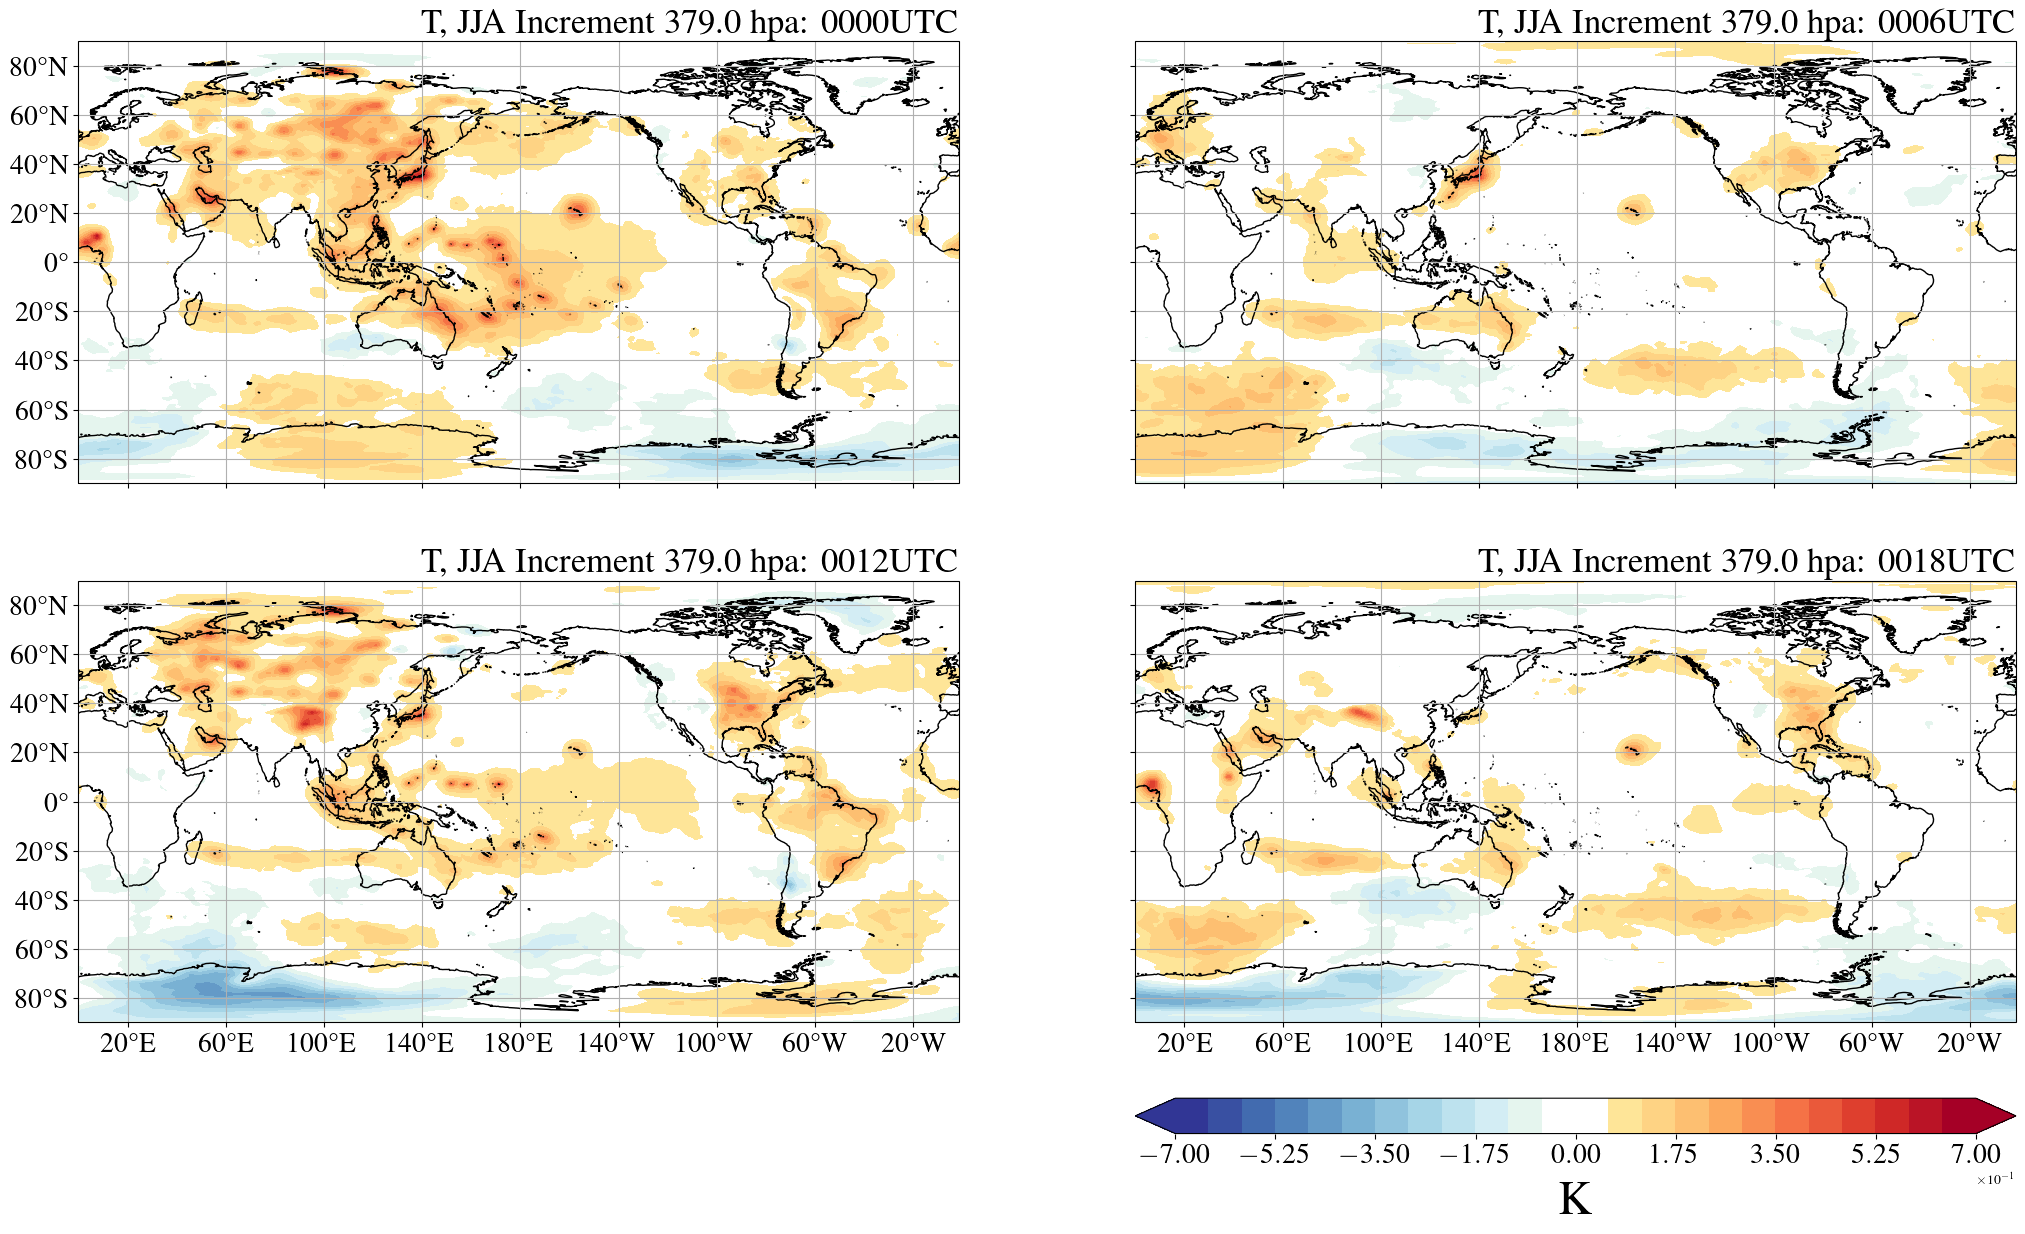 T, JJA Increment 379.0 hpa: 0000UTC
T, JJA Increment 379.0 hpa: 0006UTC
80°N
60°N
40°N
20°N
0°
20°S
40°S
60°S
80°S
T, JJA Increment 379.0 hpa: 0012UTC
T, JJA Increment 379.0 hpa: 0018UTC
80°N
60°N
40°N
20°N
0°
20°S
40°S
60°S
80°S
20°E 60°E 100°E 140°E 180°E 140°W 100°W 60°W 20°W
20°E 60°E 100°E 140°E 180°E 140°W 100°W 60°W 20°W
−7.00 −5.25 −3.50 −1.75 0.00 1.75 3.50 5.25 7.00
×10⁻¹
K